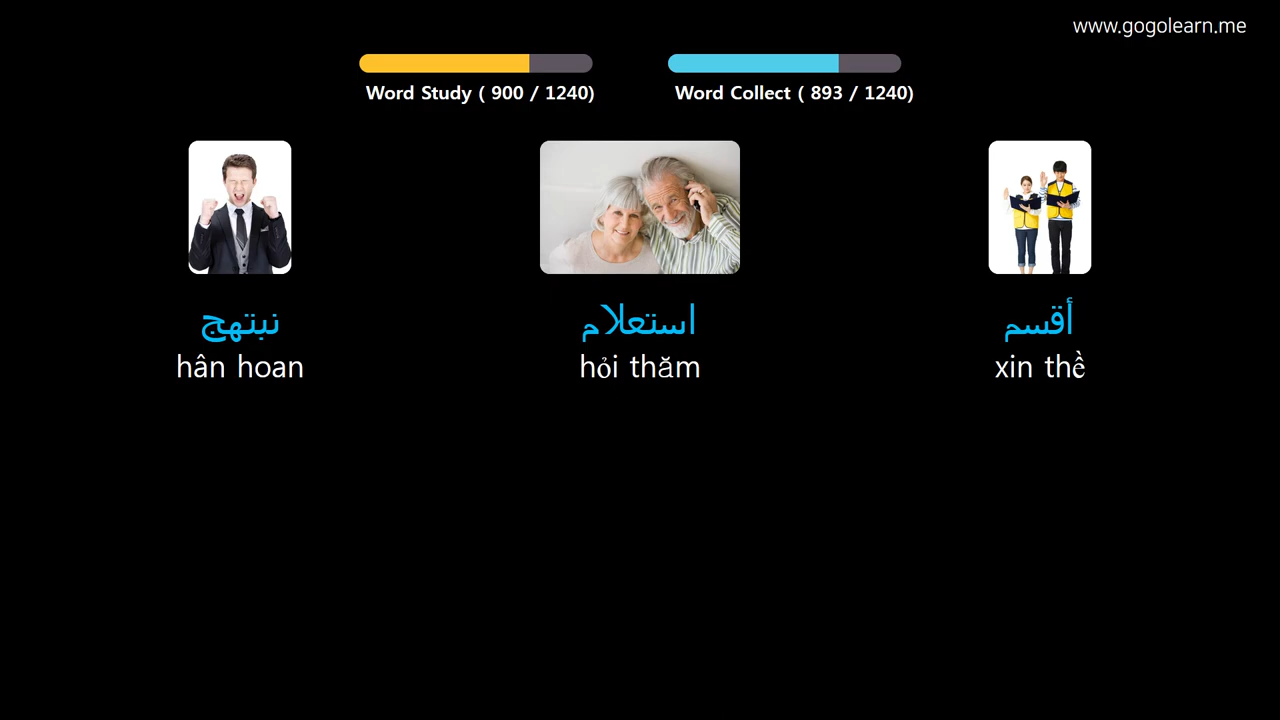 www.gogolearn.me
Word Study ( 900 / 1240)
Word Collect ( 893 / 1240)
نبتهج
hân hoan
استعلام
hỏi thăm
أقسم
xin thề